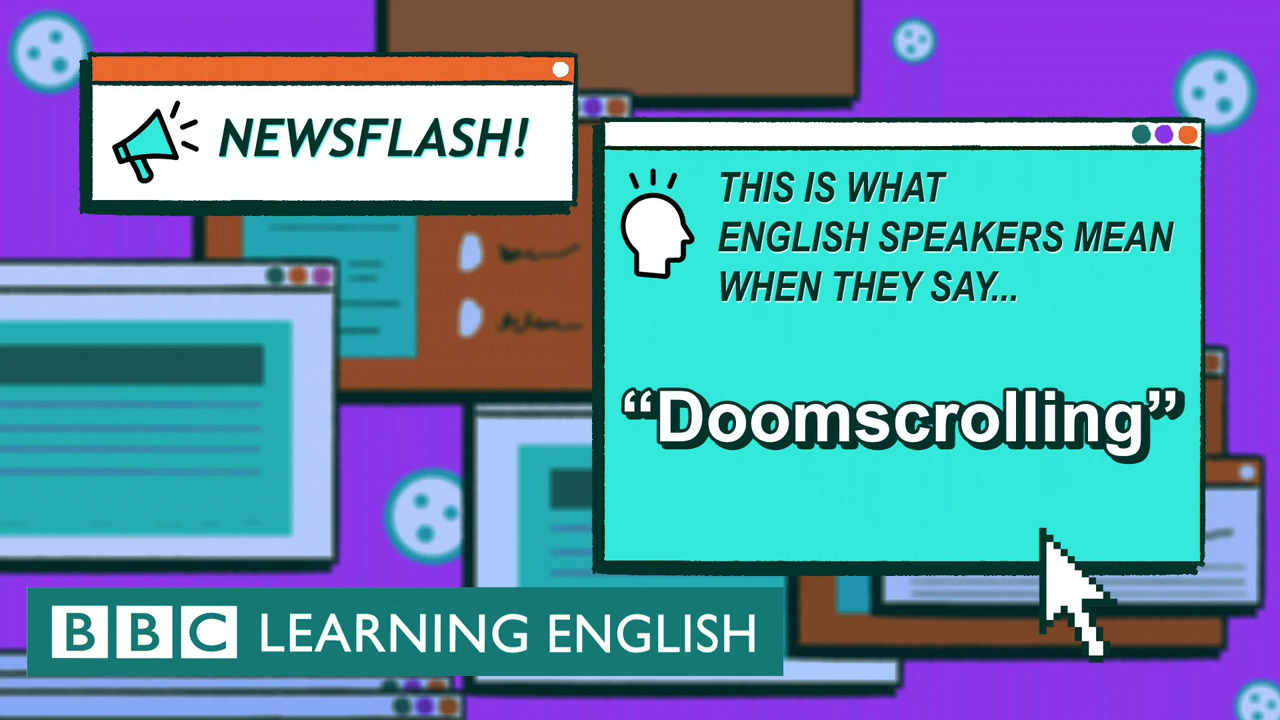 NEWSFLASH!
THIS IS WHAT
ENGLISH SPEAKERS MEAN
WHEN THEY SAY...
“Doomscrolling”
BBC LEARNING ENGLISH